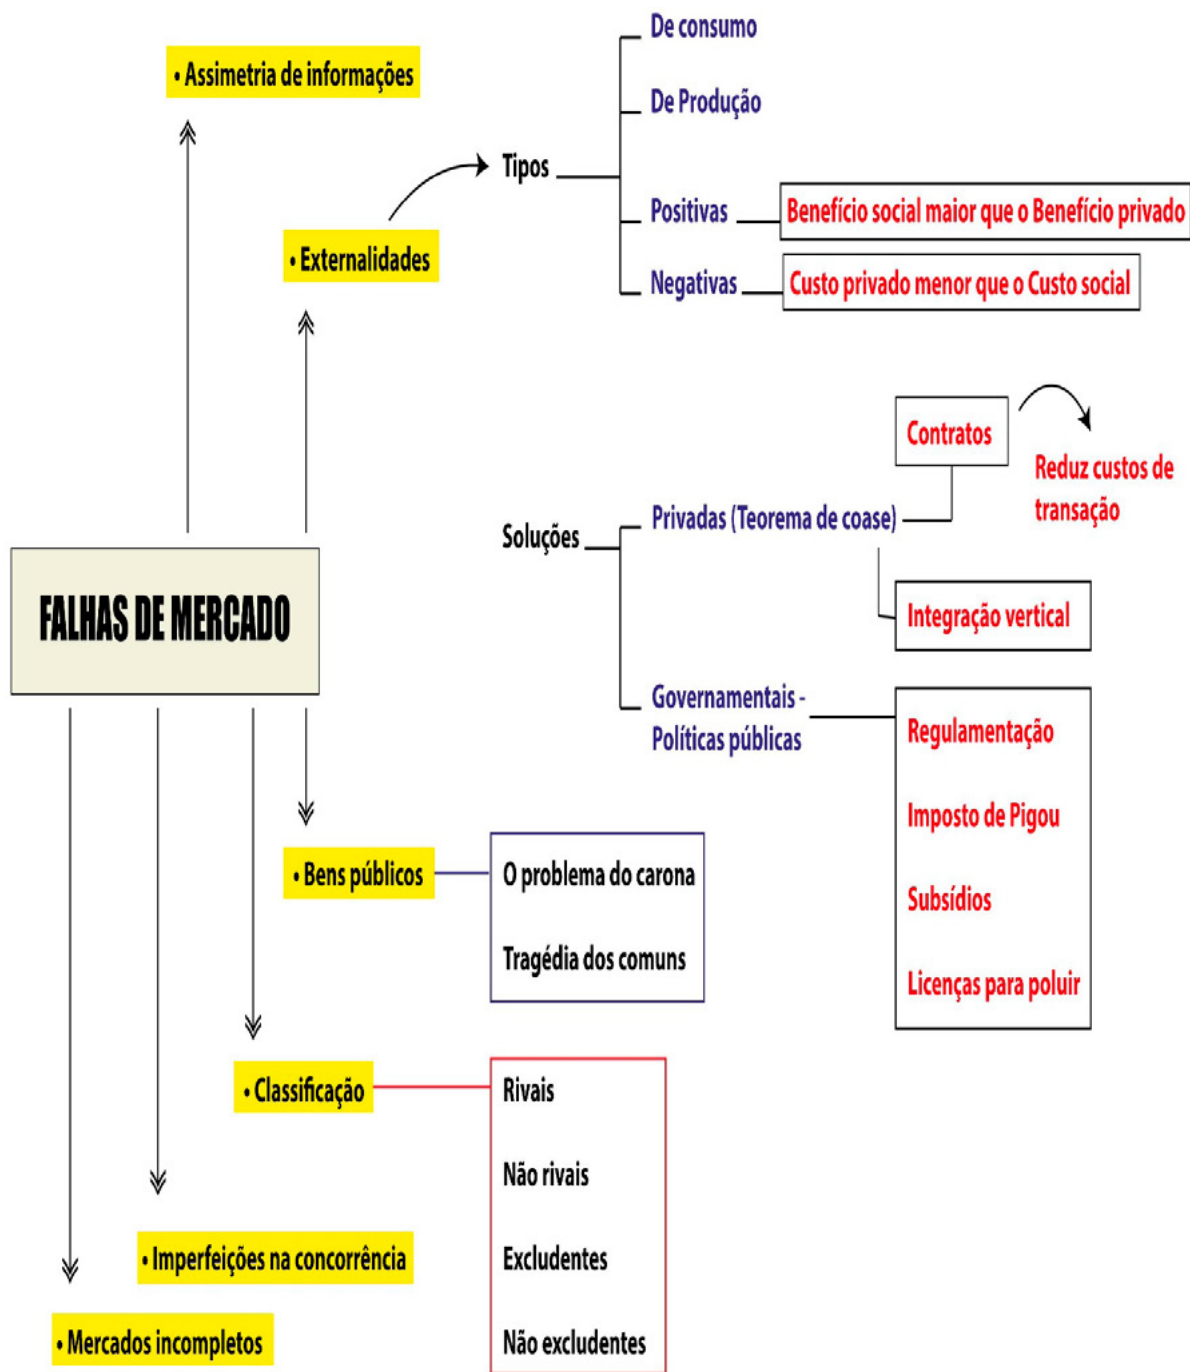 • Assimetria de informações
• Externalidades
Tipos
De consumo
De Produção
Positivas
Benefício social maior que o Benefício privado
Negativas
Custo privado menor que o Custo social
Soluções
Privadas (Teorema de coase)
Contratos
Reduz custos de
transação
Integração vertical
Governamentais -
Políticas públicas
Regulamentação
Imposto de Pigou
Subsídios
Licenças para poluir
FALHAS DE MERCADO
• Bens públicos
O problema do carona
Tragédia dos comuns
• Classificação
Rivais
Não rivais
Excludentes
Não excludentes
• Imperfeições na concorrência
• Mercados incompletos